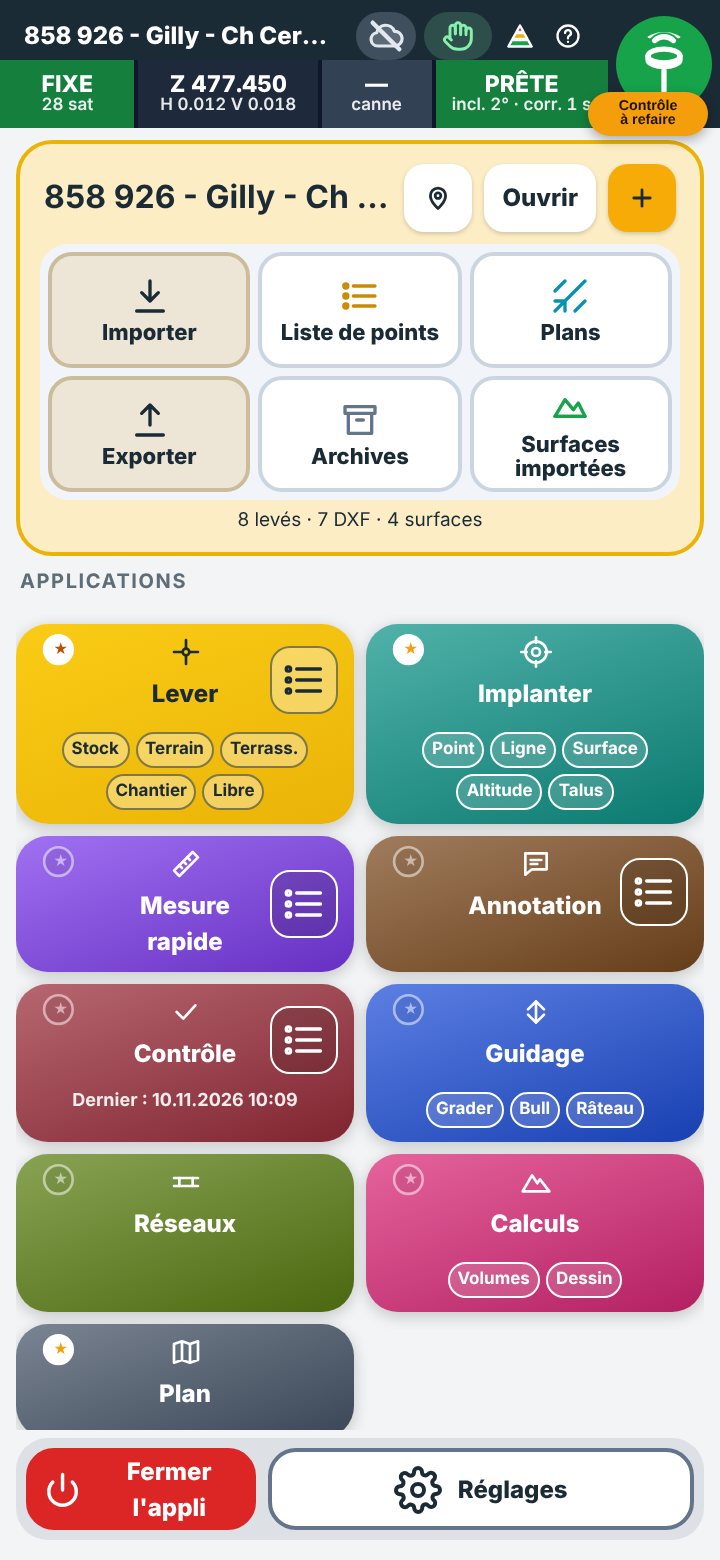 858 926 - Gilly - Ch Cer...
FIXE
28 sat
Z 477.450
H 0.012 V 0.018
—
canne
PRÊTE
incl. 2° · corr. 1 s
Contrôle
à refaire
858 926 - Gilly - Ch ...
Ouvrir
Importer
Liste de points
Plans
Exporter
Archives
Surfaces
importées
8 levés · 7 DXF · 4 surfaces
APPLICATIONS
Lever
Stock Terrain Terrass.
Chantier Libre
Implanter
Point Ligne Surface
Altitude Talus
Mesure
rapide
Annotation
Contrôle
Dernier : 10.11.2026 10:09
Guidage
Grader Bull Râteau
Réseaux
Calculs
Volumes Dessin
Plan
Fermer
l'appli
Réglages